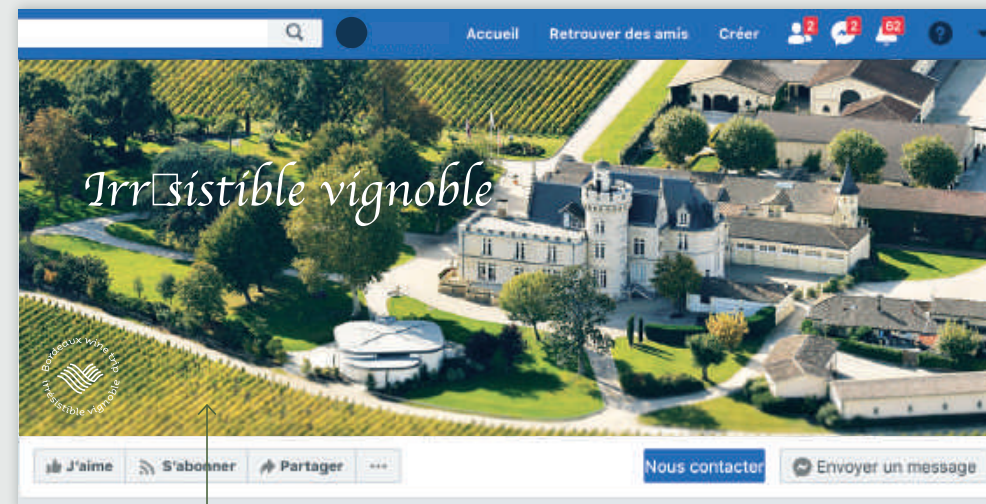 Accueil Retrouver des amis Créer 2 2 62 ?
Irr□sistible vignoble
Bordeaux wine trip
Irrésistible vignoble
J'aime S'abonner Partager ...
Nous contacter Envoyer un message